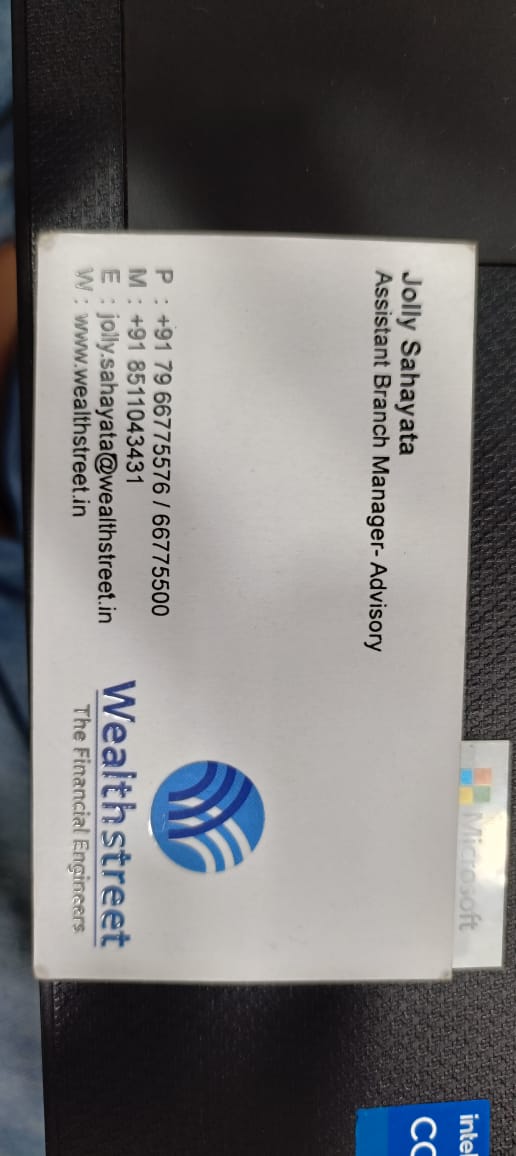 Jolly Sahayata
Assistant Branch Manager- Advisory
P : +91 79 66775576 / 66775500
M : +91 8511043431
E : jolly.sahayata@wealthstreet.in
W : www.wealthstreet.in
Wealthstreet
The Financial Engineers
Microsoft
intel